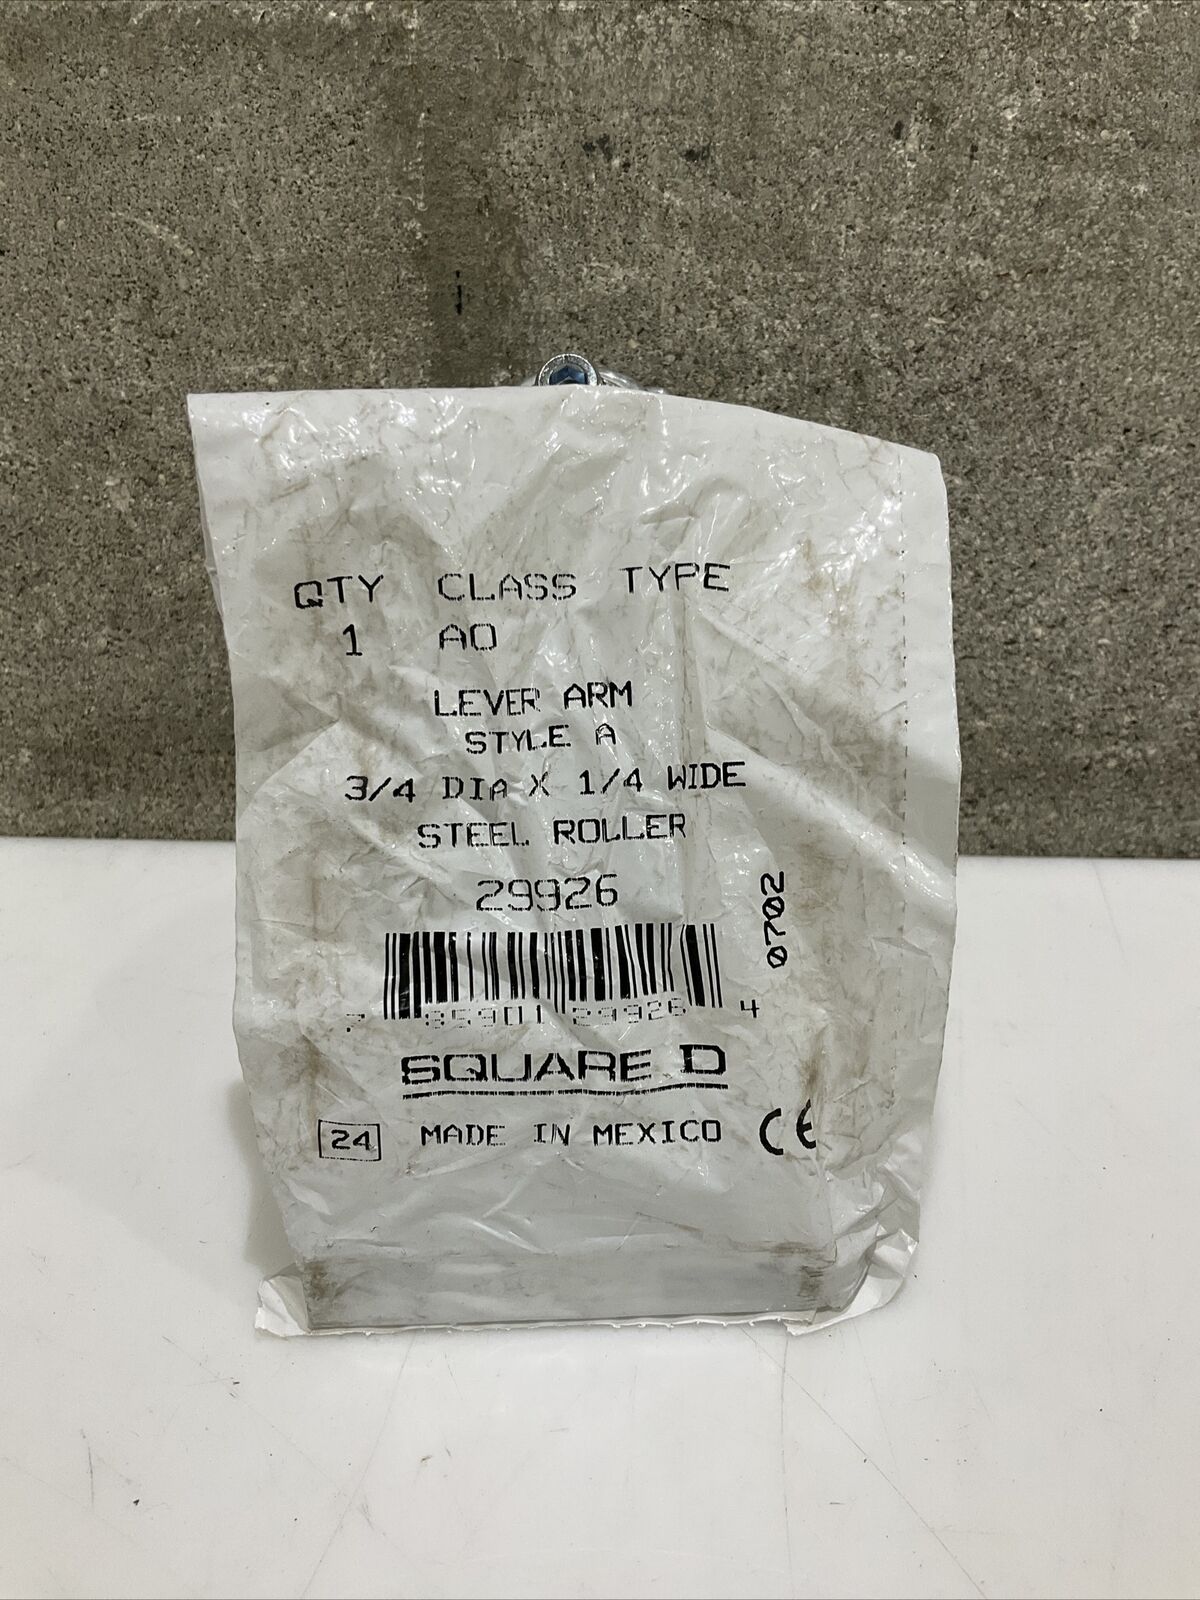 QTY CLASS TYPE
1 AO
LEVER ARM
STYLE A
3/4 DIA X 1/4 WIDE
STEEL ROLLER
29926
0702
7 85901 29926 4
SQUARE D
24 MADE IN MEXICO CE